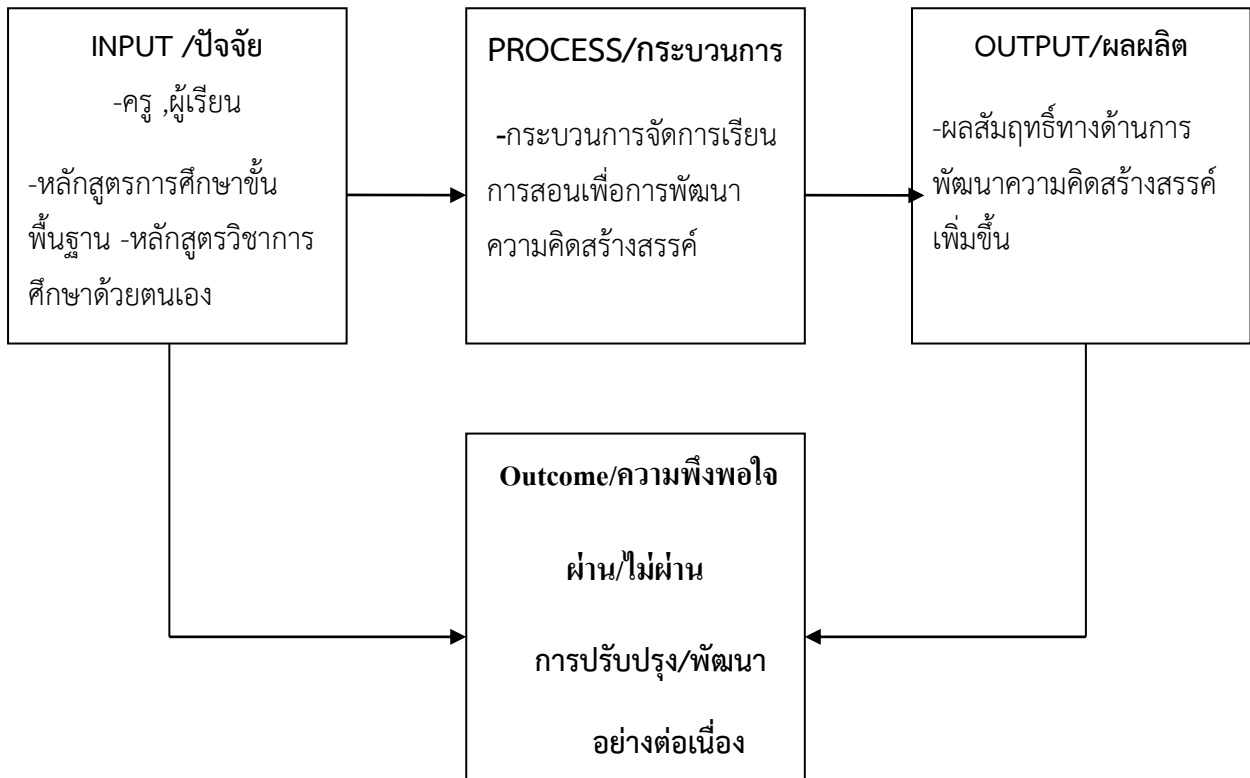 INPUT /ปัจจัย
-ครู ,ผู้เรียน
-หลักสูตรการศึกษาขั้น
พื้นฐาน -หลักสูตรวิชาการ
ศึกษาด้วยตนเอง
PROCESS/กระบวนการ
-กระบวนการจัดการเรียน
การสอนเพื่อการพัฒนา
ความคิดสร้างสรรค์
OUTPUT/ผลผลิต
-ผลสัมฤทธิ์ทางด้านการ
พัฒนาความคิดสร้างสรรค์
เพิ่มขึ้น
Outcome/ความพึงพอใจ
ผ่าน/ไม่ผ่าน
การปรับปรุง/พัฒนา
อย่างต่อเนื่อง